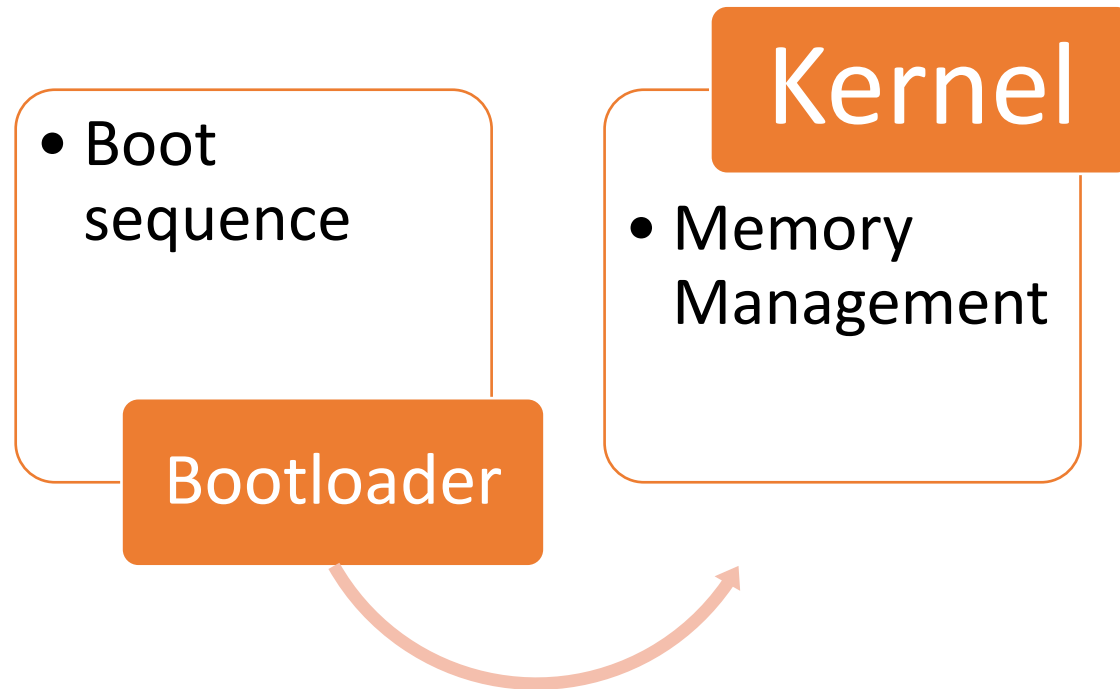 • Boot
sequence
Bootloader
Kernel
• Memory
Management